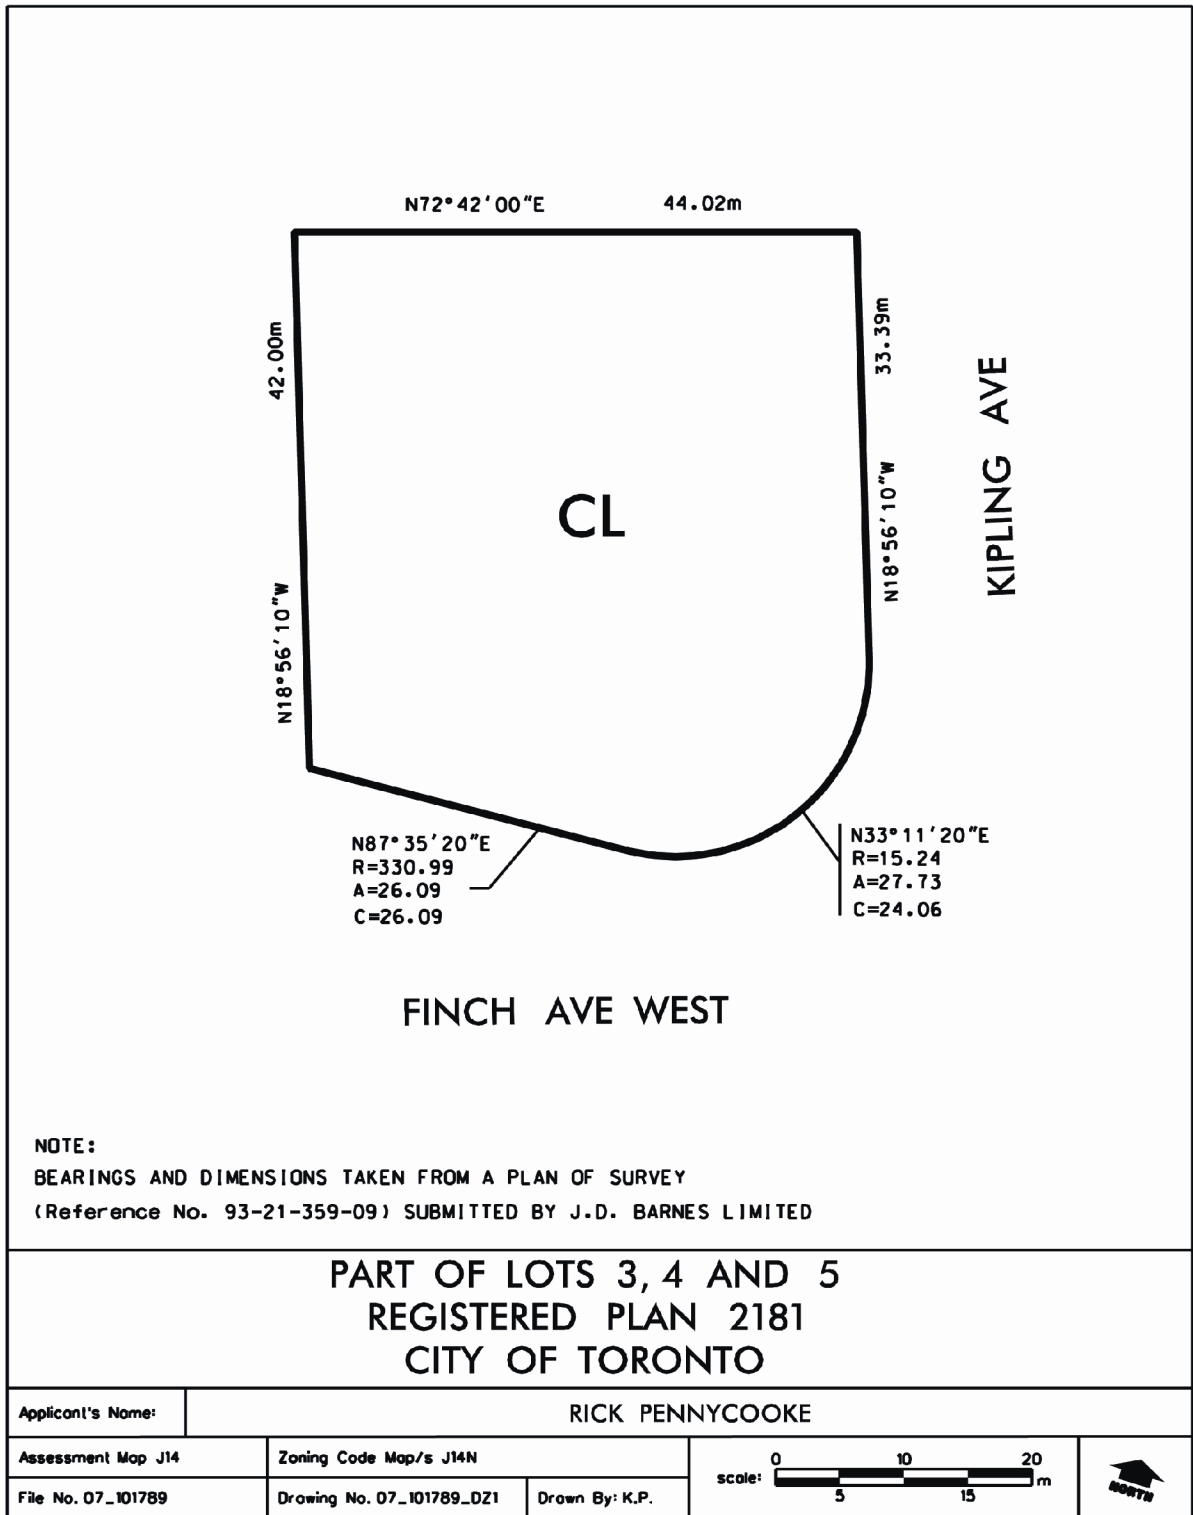 N72°42'00"E 44.02m
42.00m
33.39m
N18°56'10"W
N18°56'10"W
KIPLING AVE
CL
N87°35'20"E
R=330.99
A=26.09
C=26.09
N33°11'20"E
R=15.24
A=27.73
C=24.06
FINCH AVE WEST
NOTE:
BEARINGS AND DIMENSIONS TAKEN FROM A PLAN OF SURVEY
(Reference No. 93-21-359-09) SUBMITTED BY J.D. BARNES LIMITED
PART OF LOTS 3, 4 AND 5
REGISTERED PLAN 2181
CITY OF TORONTO
Applicant's Name: RICK PENNYCOOKE
Assessment Map J14 Zoning Code Map/s J14N
File No. 07_101789 Drawing No. 07_101789_DZ1 Drawn By: K.P.
0 10 20
scale: m
5 15
NORTH